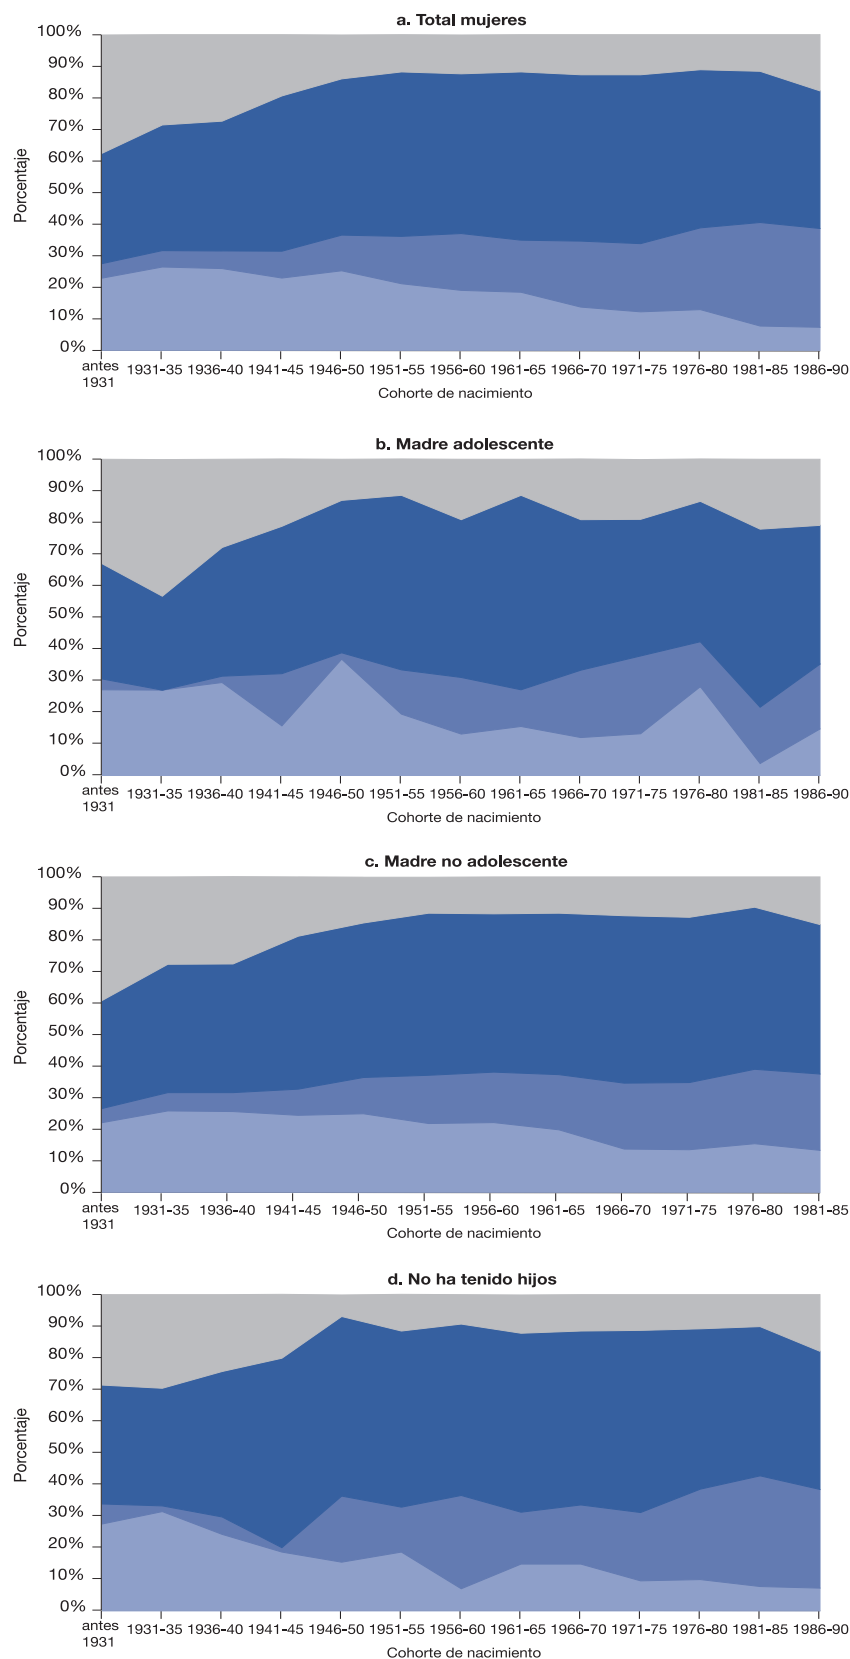 a. Total mujeres
100%
90%
80%
70%
60%
50%
40%
30%
20%
10%
0%
Porcentaje
antes 1931 1931-35 1936-40 1941-45 1946-50 1951-55 1956-60 1961-65 1966-70 1971-75 1976-80 1981-85 1986-90
Cohorte de nacimiento
b. Madre adolescente
100%
90%
80%
70%
60%
50%
40%
30%
20%
10%
0%
Porcentaje
antes 1931 1931-35 1936-40 1941-45 1946-50 1951-55 1956-60 1961-65 1966-70 1971-75 1976-80 1981-85 1986-90
Cohorte de nacimiento
c. Madre no adolescente
100%
90%
80%
70%
60%
50%
40%
30%
20%
10%
0%
Porcentaje
antes 1931 1931-35 1936-40 1941-45 1946-50 1951-55 1956-60 1961-65 1966-70 1971-75 1976-80 1981-85
Cohorte de nacimiento
d. No ha tenido hijos
100%
90%
80%
70%
60%
50%
40%
30%
20%
10%
0%
Porcentaje
antes 1931 1931-35 1936-40 1941-45 1946-50 1951-55 1956-60 1961-65 1966-70 1971-75 1976-80 1981-85 1986-90
Cohorte de nacimiento